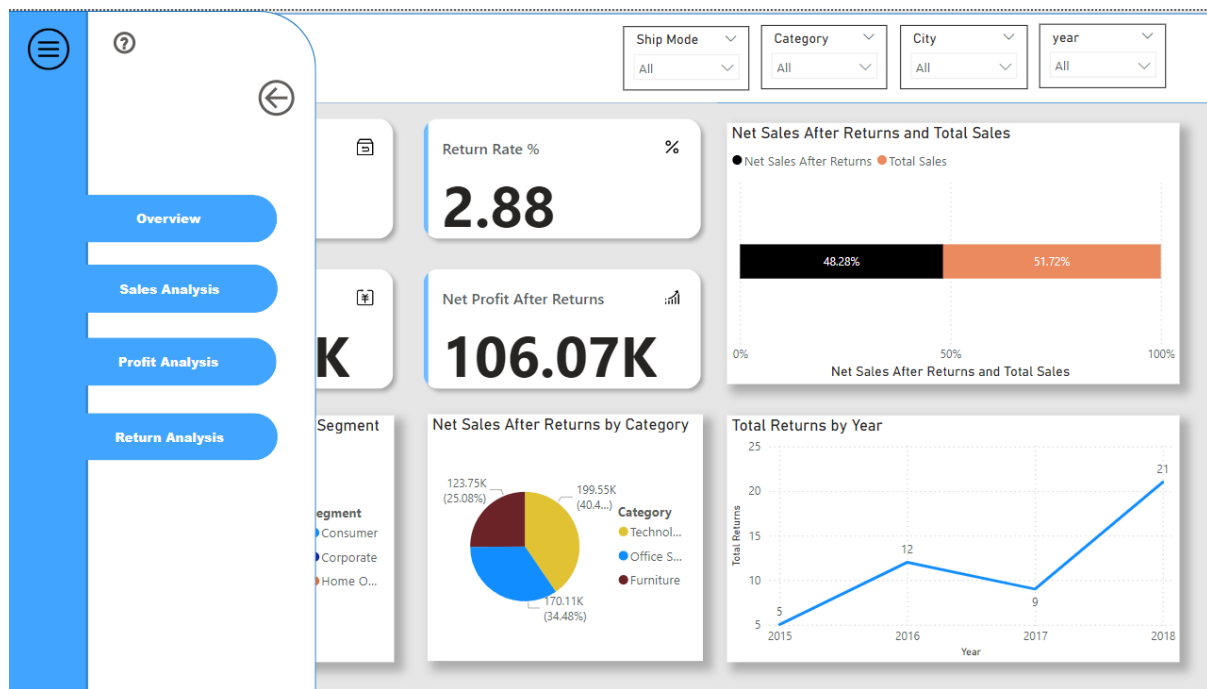 Ship Mode
All
Category
All
City
All
year
All
Overview
Sales Analysis
Profit Analysis
Return Analysis
Return Rate %
%
2.88
K
Net Profit After Returns
106.07K
Net Sales After Returns and Total Sales
Net Sales After Returns
Total Sales
48.28%
51.72%
0%
50%
100%
Net Sales After Returns and Total Sales
Segment
egment
Consumer
Corporate
Home O...
Net Sales After Returns by Category
123.75K
(25.08%)
199.55K
(40.4...)
170.11K
(34.48%)
Category
Technol...
Office S...
Furniture
Total Returns by Year
Total Returns
25
20
15
10
5
5
12
9
21
2015
2016
2017
2018
Year